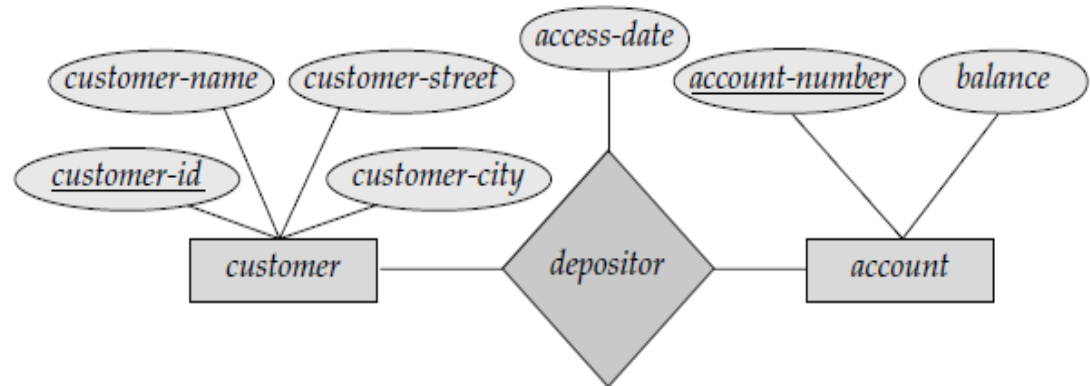 access-date
customer-name
customer-street
account-number
balance
customer-id
customer-city
customer
depositor
account